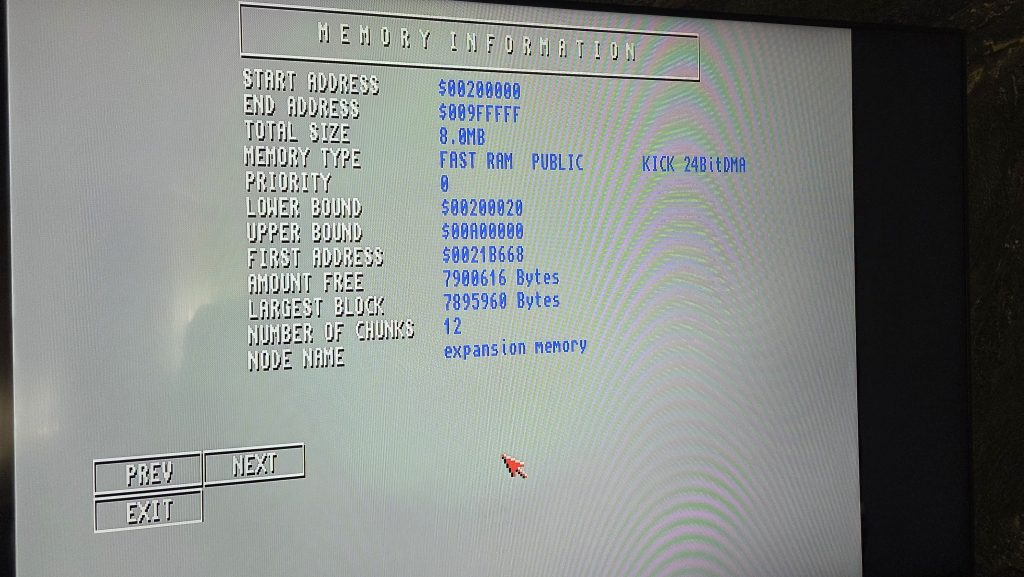 MEMORY INFORMATION
START ADDRESS $00200000
END ADDRESS $009FFFFF
TOTAL SIZE 8.0MB
MEMORY TYPE FAST RAM PUBLIC KICK 24BitDMA
PRIORITY 0
LOWER BOUND $00200020
UPPER BOUND $00A00000
FIRST ADDRESS $0021B668
AMOUNT FREE 7900616 Bytes
LARGEST BLOCK 7895960 Bytes
NUMBER OF CHUNKS 12
NODE NAME expansion memory
PREV NEXT
EXIT